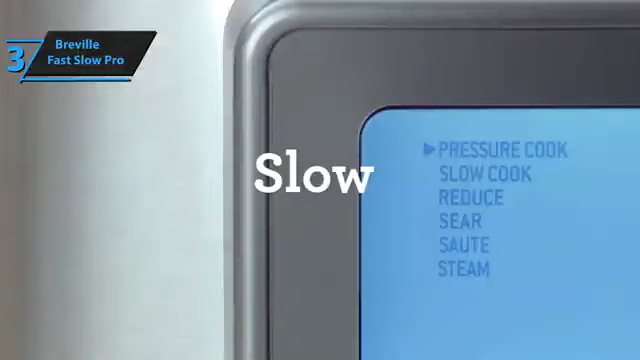 3
Breville
Fast Slow Pro
Slow
▶PRESSURE COOK
SLOW COOK
REDUCE
SEAR
SAUTE
STEAM